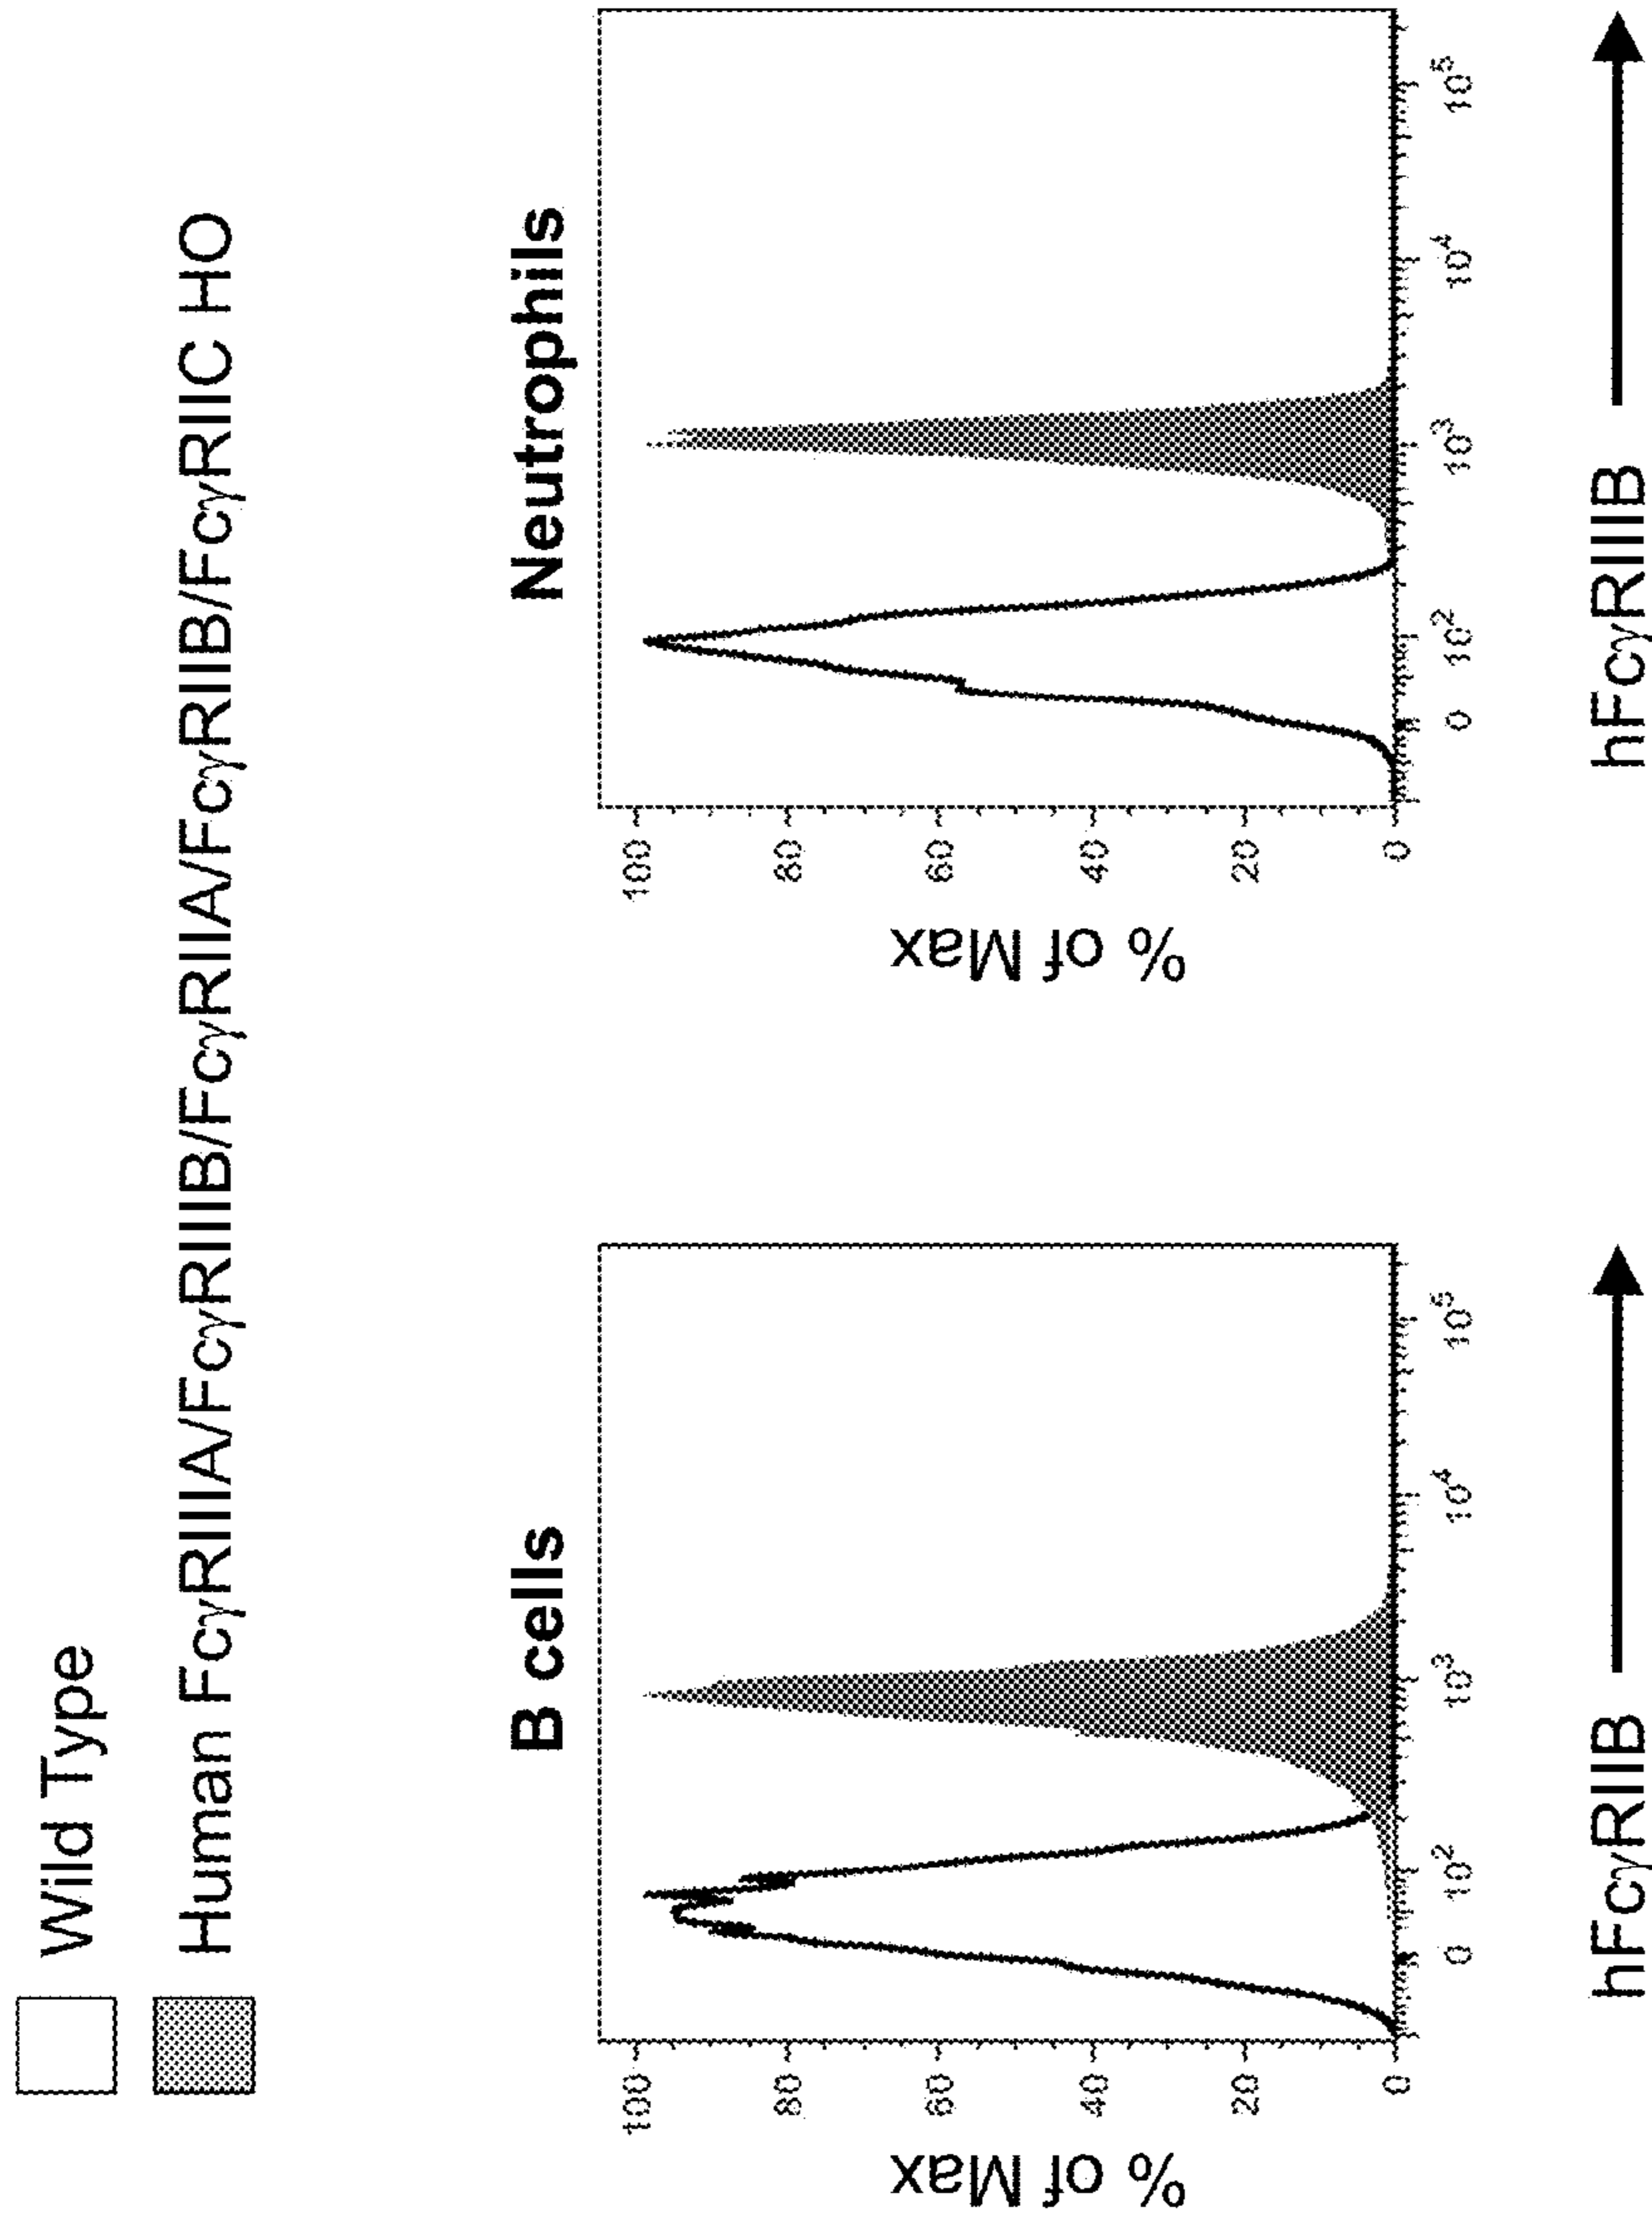 Wild Type
Human FcγRIIIA/FcγRIIIB/FcγRIIA/FcγRIIB/FcγRIIC HO
B cells
% of Max
100
80
60
40
20
0
0 10² 10³ 10⁴ 10⁵
hFcγRIIB
Neutrophils
% of Max
100
80
60
40
20
0
0 10² 10³ 10⁴ 10⁵
hFcγRIIIB